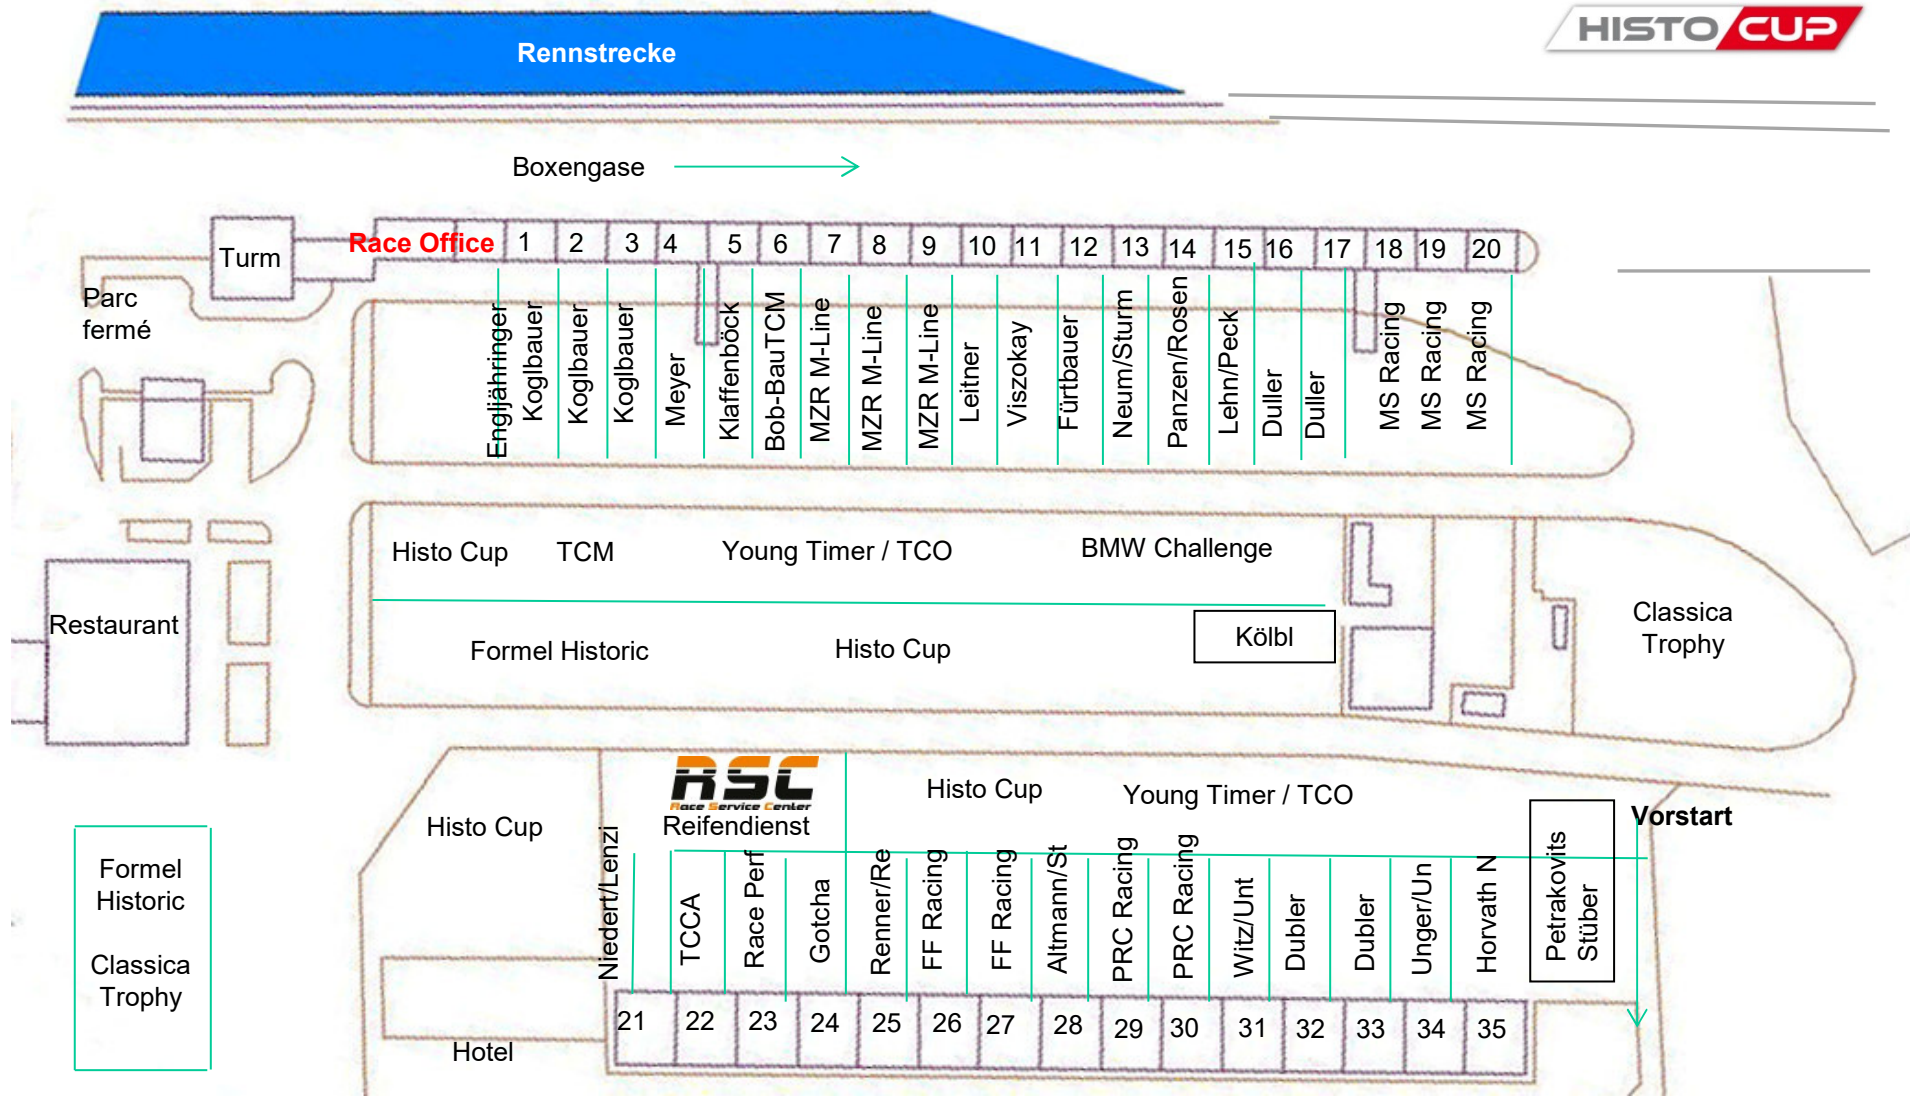 HISTO CUP
Rennstrecke
Boxengase
Turm
Race Office
1 2 3 4 5 6 7 8 9 10 11 12 13 14 15 16 17 18 19 20
Parc
fermé
Engljähringer
Koglbauer
Koglbauer
Koglbauer
Meyer
Klaffenböck
Bob-BauTCM
MZR M-Line
MZR M-Line
MZR M-Line
Leitner
Viszokay
Fürtbauer
Neum/Sturm
Panzen/Rosen
Lehn/Peck
Duller
Duller
MS Racing
MS Racing
MS Racing
Histo Cup TCM Young Timer / TCO BMW Challenge
Restaurant
Formel Historic Histo Cup Kölbl
Classica
Trophy
RSC
Race Service Center
Reifendienst
Histo Cup Young Timer / TCO
Histo Cup
Vorstart
Formel
Historic
Classica
Trophy
Niedert/Lenzi
TCCA
Race Perf
Gotcha
Renner/Re
FF Racing
FF Racing
Altmann/St
PRC Racing
PRC Racing
Witz/Unt
Dubler
Dubler
Unger/Un
Horvath N
Petrakovits
Stüber
21 22 23 24 25 26 27 28 29 30 31 32 33 34 35
Hotel